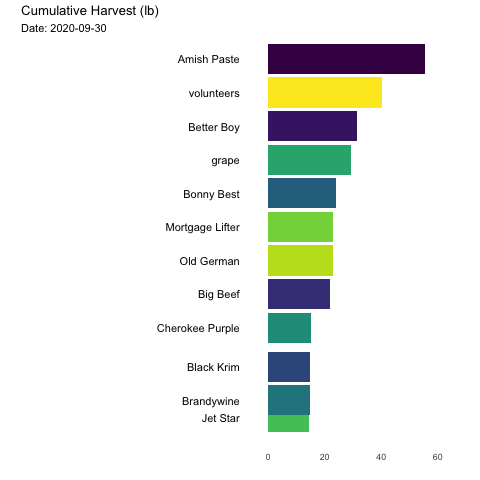 Cumulative Harvest (lb)
Date: 2020-09-30
Amish Paste
volunteers
Better Boy
grape
Bonny Best
Mortgage Lifter
Old German
Big Beef
Cherokee Purple
Black Krim
Brandywine
Jet Star
0 20 40 60